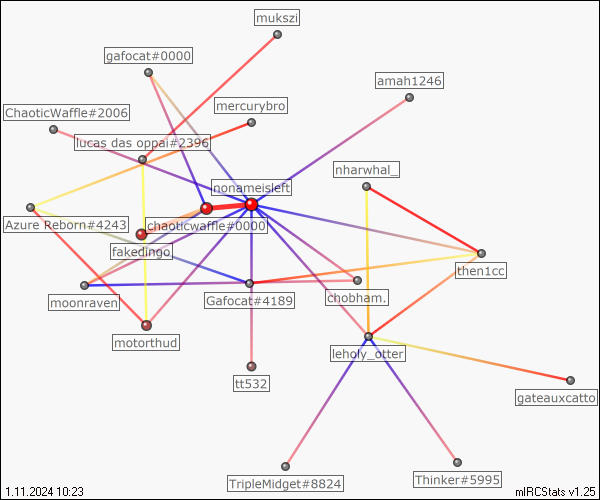 mukszi
gafocat#0000
amah1246
ChaoticWaffle#2006
mercurybro
lucas das oppai#2396
nharwhal_
nonameisleft
Azure Reborn#4243
chaoticwaffle#0000
fakedingo
then1cc
moonraven
Gafocat#4189
chobham.
motorthud
leholy_otter
tt532
gateauxcatto
TripleMidget#8824
Thinker#5995
1.11.2024 10:23
mIRCStats v1.25